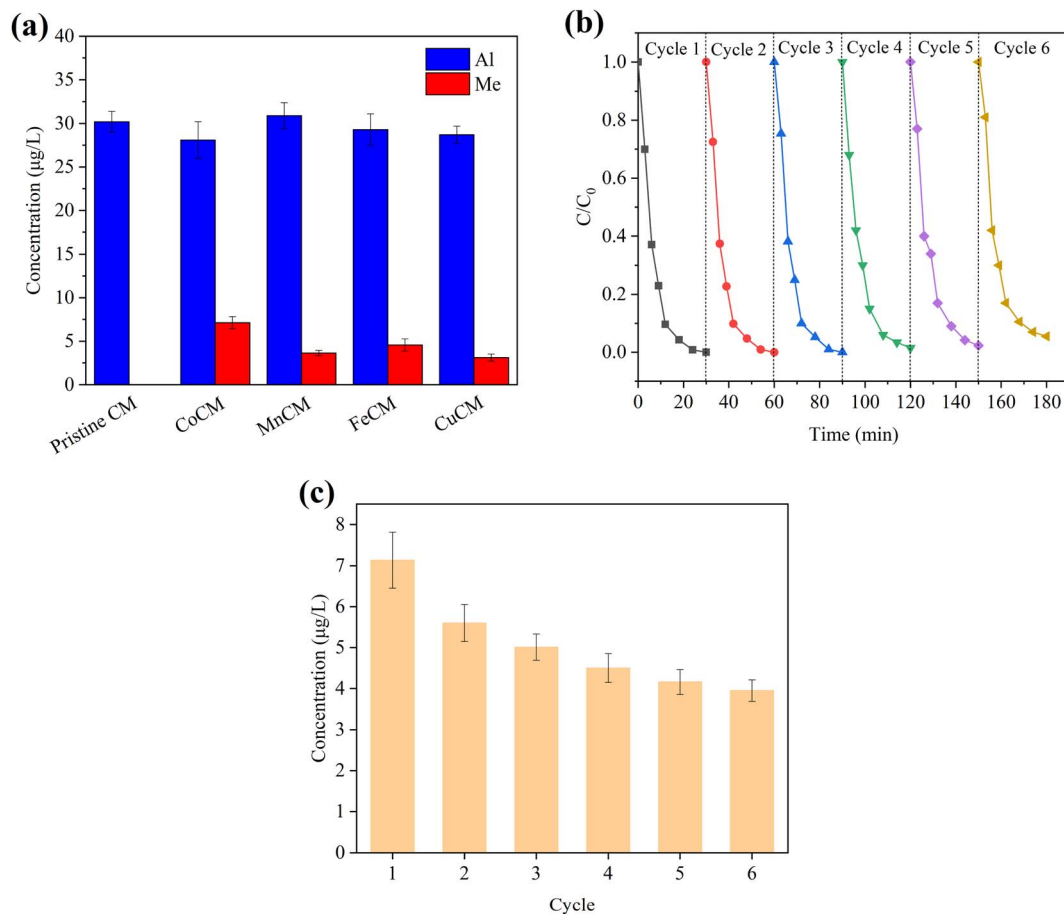 (a)
40
35
30
25
20
15
10
5
0
Concentration (μg/L)
Al
Me
Pristine CM
CoCM
MnCM
FeCM
CuCM
(b)
Cycle 1
Cycle 2
Cycle 3
Cycle 4
Cycle 5
Cycle 6
1.0
0.8
0.6
0.4
0.2
0.0
C/C₀
0 20 40 60 80 100 120 140 160 180
Time (min)
(c)
8
7
6
5
4
3
2
1
0
Concentration (μg/L)
1 2 3 4 5 6
Cycle